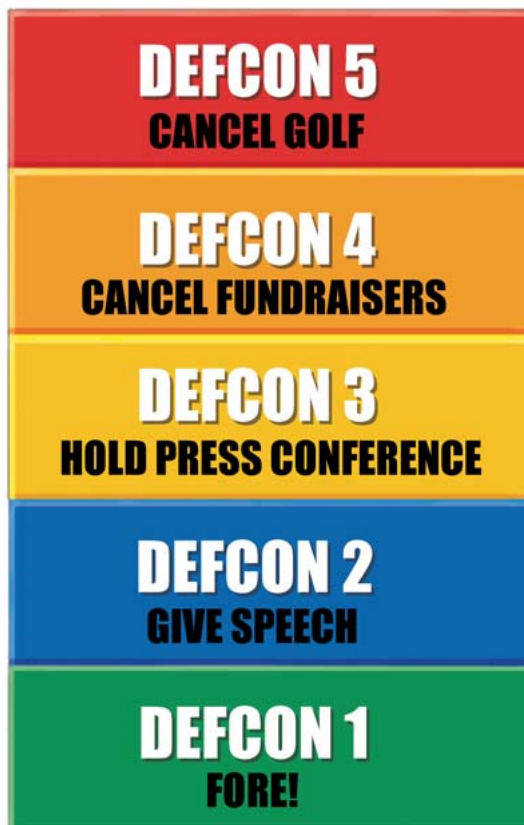 DEFCON 5
CANCEL GOLF
DEFCON 4
CANCEL FUNDRAISERS
DEFCON 3
HOLD PRESS CONFERENCE
DEFCON 2
GIVE SPEECH
DEFCON 1
FORE!